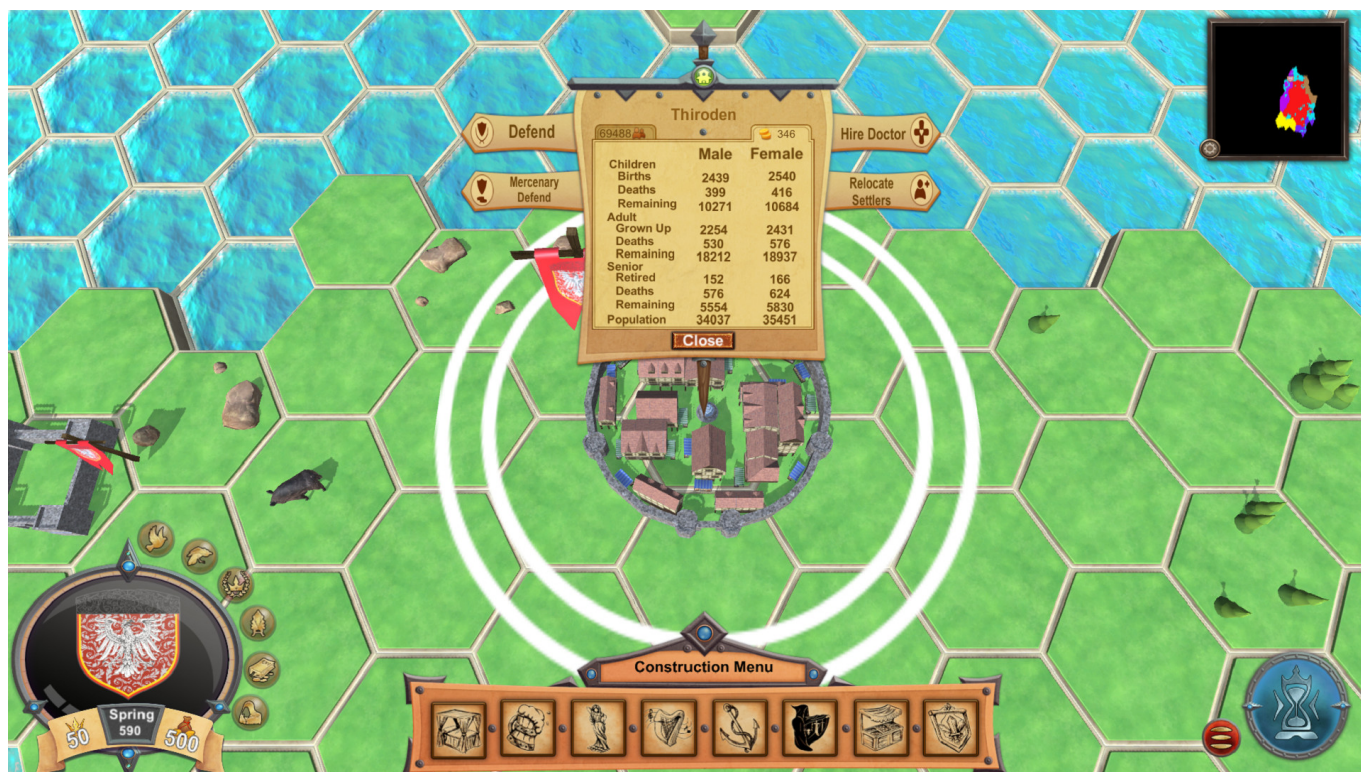 Thiroden
69488 346
Defend
Hire Doctor
Mercenary
Defend
Relocate
Settlers
Male Female
Children
Births 2439 2540
Deaths 399 416
Remaining 10271 10684
Adult
Grown Up 2254 2431
Deaths 530 576
Remaining 18212 18937
Senior
Retired 152 166
Deaths 576 624
Remaining 5554 5830
Population 34037 35451
Close
Construction Menu
50
Spring
590
500